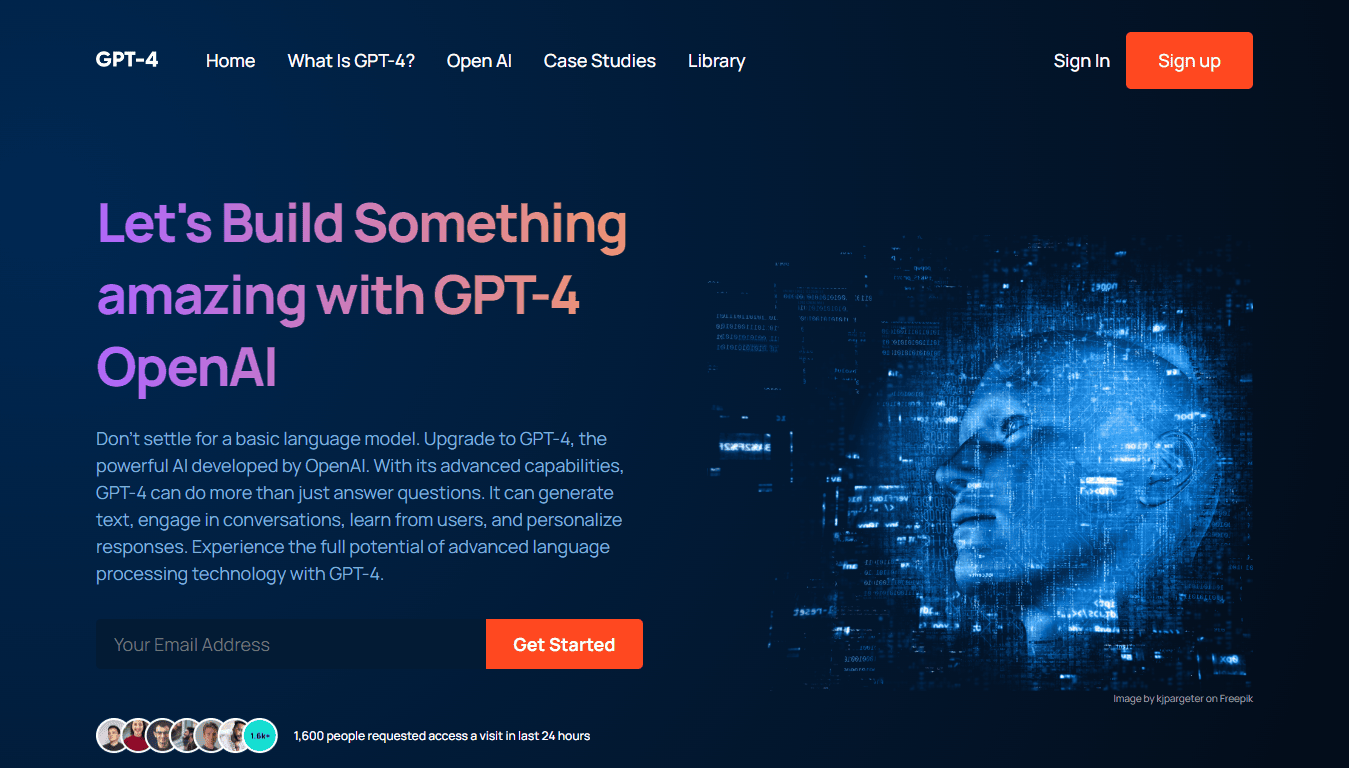 GPT-4 Home What Is GPT-4? Open AI Case Studies Library Sign In Sign up
Let's Build Something
amazing with GPT-4
OpenAI
Don't settle for a basic language model. Upgrade to GPT-4, the
powerful AI developed by OpenAI. With its advanced capabilities,
GPT-4 can do more than just answer questions. It can generate
text, engage in conversations, learn from users, and personalize
responses. Experience the full potential of advanced language
processing technology with GPT-4.
Your Email Address Get Started
Image by kjpargeter on Freepik
1.6k+ 1,600 people requested access a visit in last 24 hours